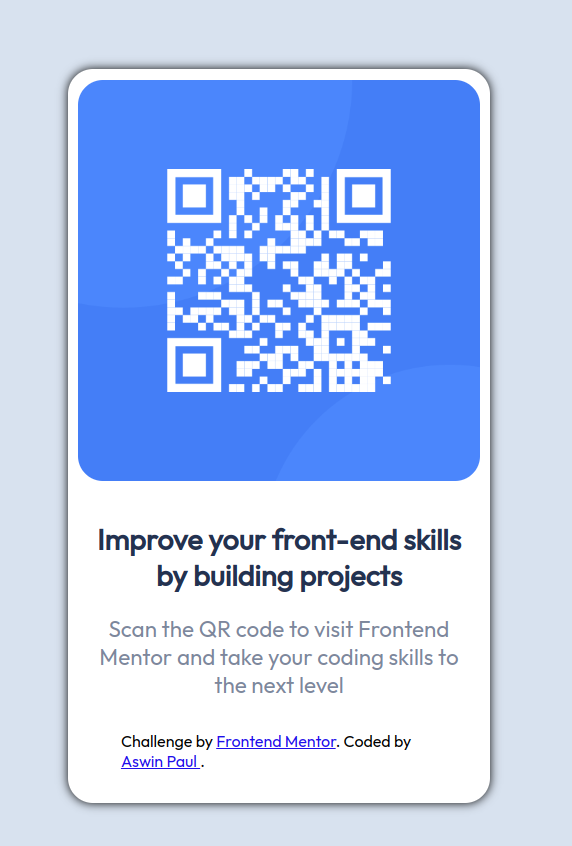 Improve your front-end skills
by building projects
Scan the QR code to visit Frontend
Mentor and take your coding skills to
the next level
Challenge by Frontend Mentor. Coded by
Aswin Paul .